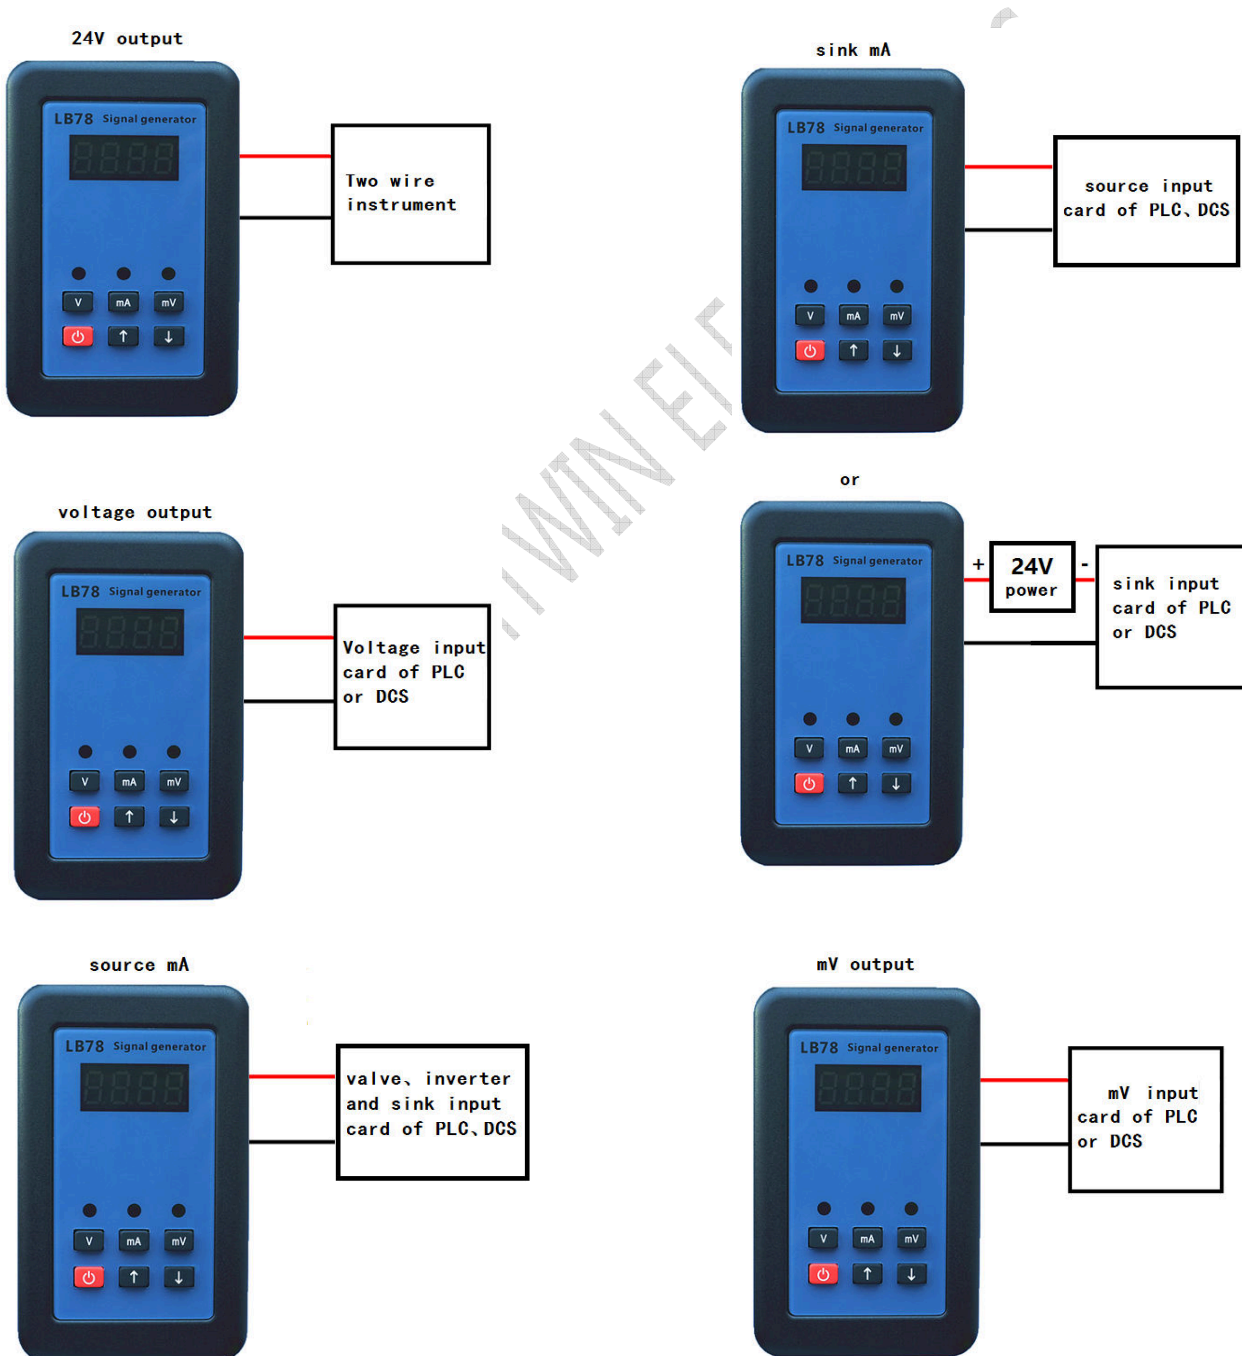 24V output
LB78 Signal generator
V mA mV
Two wire
instrument
sink mA
LB78 Signal generator
V mA mV
source input
card of PLC、DCS
voltage output
LB78 Signal generator
V mA mV
Voltage input
card of PLC
or DCS
or
LB78 Signal generator
V mA mV
+ 24V -
power
sink input
card of PLC
or DCS
source mA
LB78 Signal generator
V mA mV
valve、inverter
and sink input
card of PLC、DCS
mV output
LB78 Signal generator
V mA mV
mV input
card of PLC
or DCS
WIN